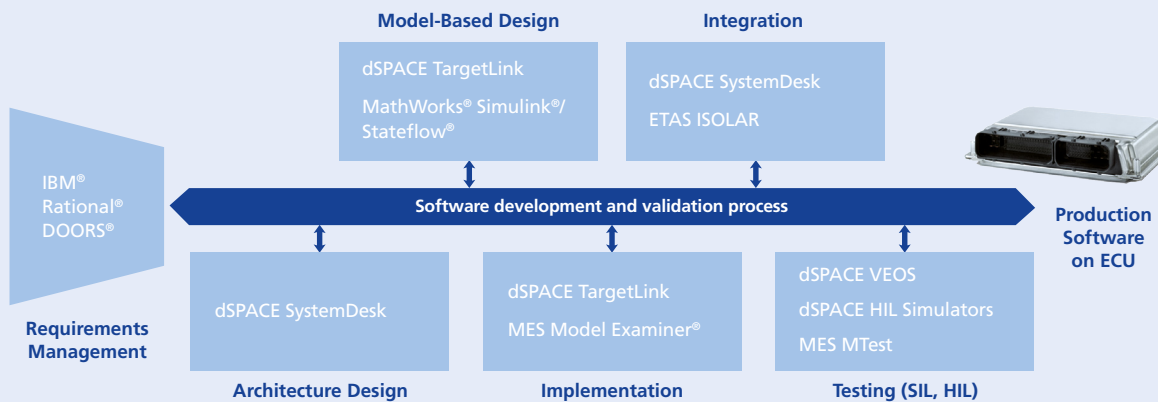 Model-Based Design
dSPACE TargetLink
MathWorks® Simulink®/
Stateflow®
Integration
dSPACE SystemDesk
ETAS ISOLAR
IBM®
Rational®
DOORS®
Requirements
Management
Software development and validation process
Production
Software
on ECU
dSPACE SystemDesk
Architecture Design
dSPACE TargetLink
MES Model Examiner®
Implementation
dSPACE VEOS
dSPACE HIL Simulators
MES MTest
Testing (SIL, HIL)